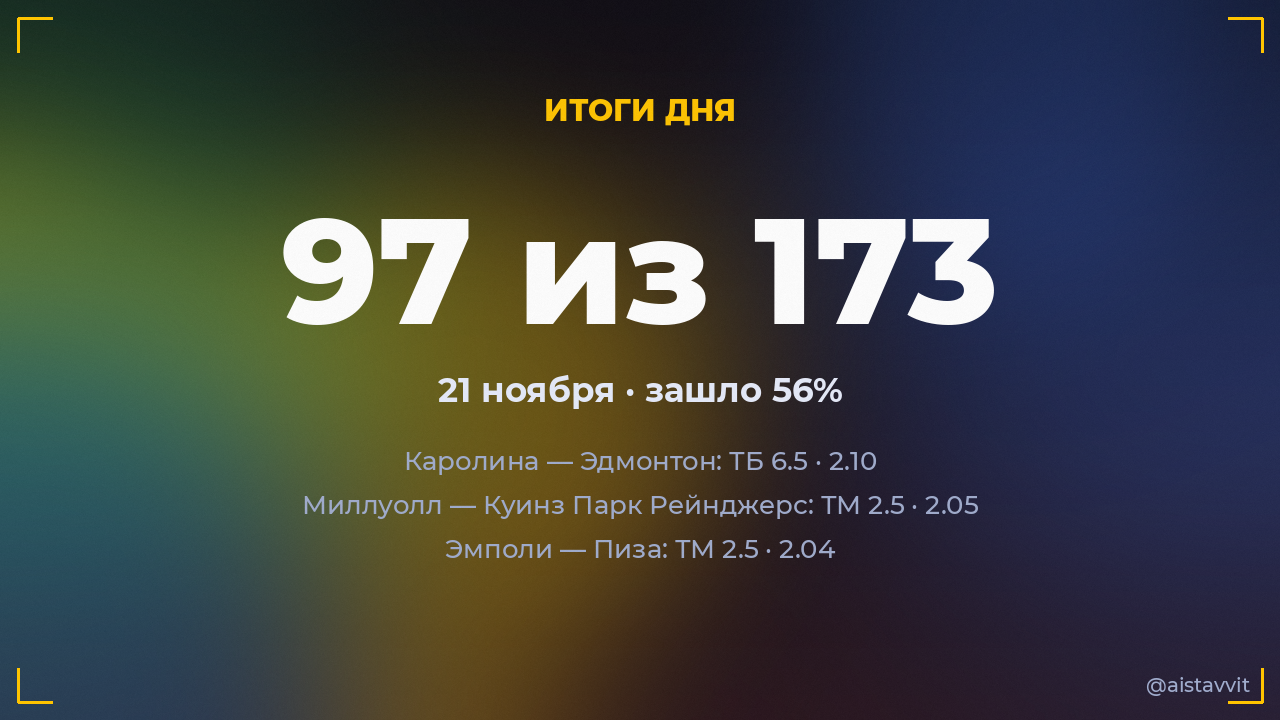 ИТОГИ ДНЯ
97 из 173
21 ноября · зашло 56%
Каролина — Эдмонтон: ТБ 6.5 · 2.10
Миллуолл — Куинз Парк Рейнджерс: ТМ 2.5 · 2.05
Эмполи — Пиза: ТМ 2.5 · 2.04
@aistavvit